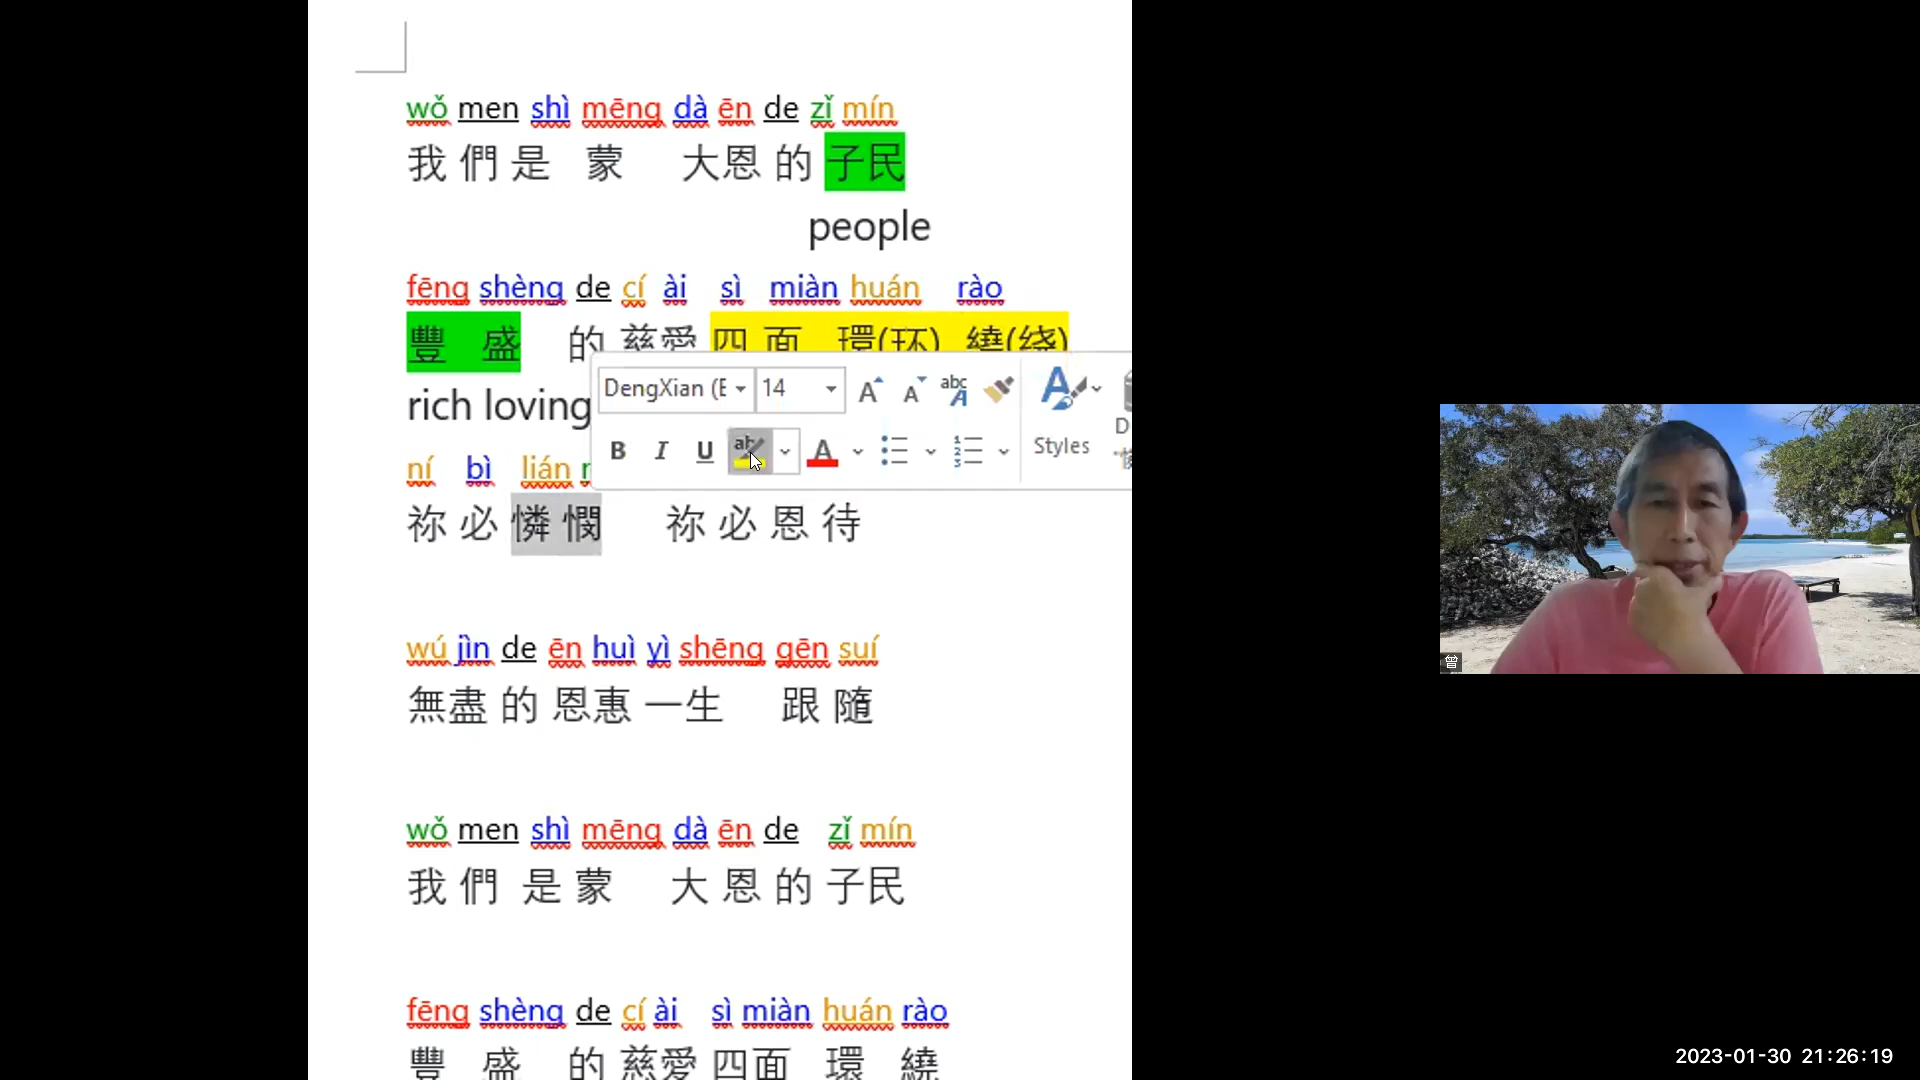 wǒ men shì mēng dà ēn de zǐ mín
我 們 是 蒙 大恩 的 子民
people
fēng shèng de cí ài sì miàn huán rào
豐 盛 的 慈愛 四 面 環(环) 繞(绕)
rich loving
DengXian (E 14
Styles
ní bì lián
祢 必 憐 憫 祢 必 恩 待
wú jìn de ēn huì yì shēng gēn suí
無盡 的 恩惠 一生 跟 隨
wǒ men shì mēng dà ēn de zǐ mín
我 們 是 蒙 大 恩 的 子民
fēng shèng de cí ài sì miàn huán rào
豐 盛 的 慈愛 四面 環 繞
曾
2023-01-30 21:26:19